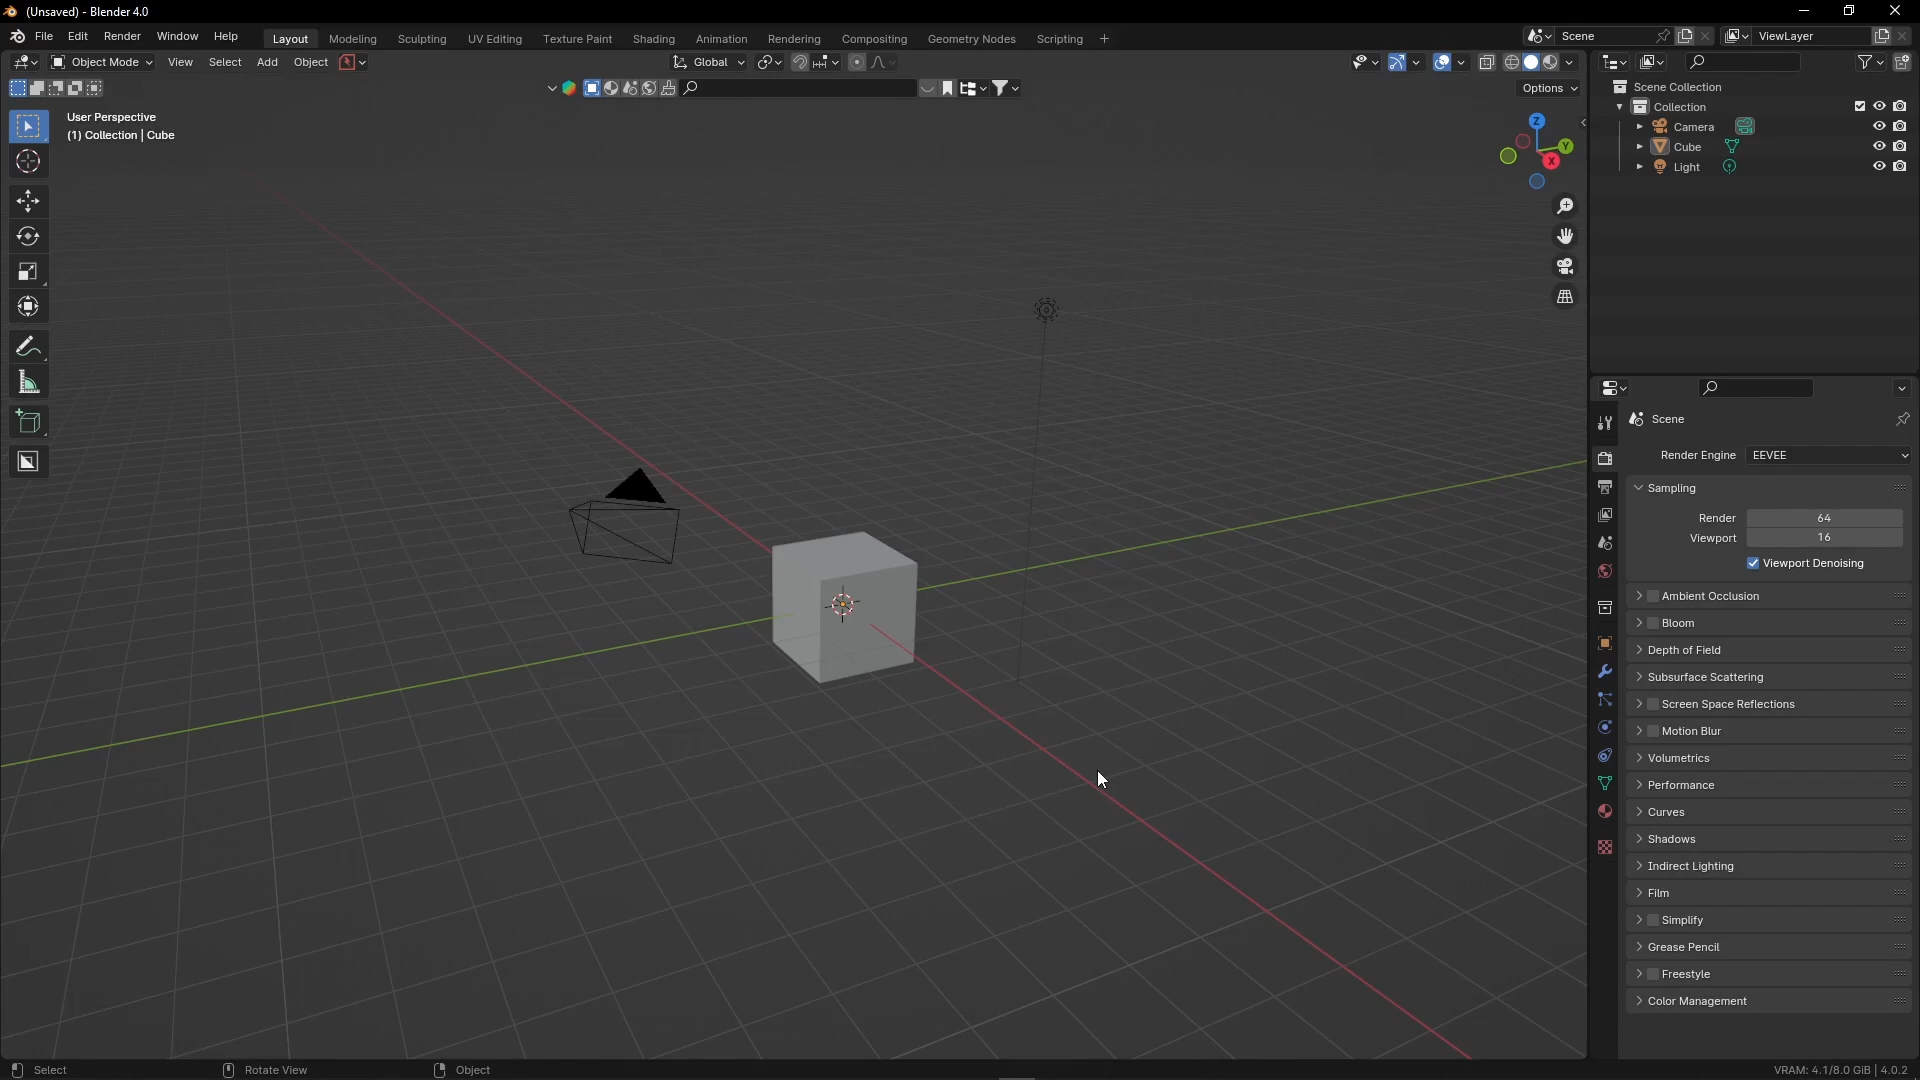 (Unsaved) - Blender 4.0
File Edit Render Window Help Layout Modeling Sculpting UV Editing Texture Paint Shading Animation Rendering Compositing Geometry Nodes Scripting + Scene ViewLayer
Object Mode View Select Add Object Global
Options
User Perspective
(1) Collection | Cube
Z
Y
X
Scene Collection
Collection
Camera
Cube
Light
Scene
Render Engine EEVEE
Sampling
Render 64
Viewport 16
Viewport Denoising
Ambient Occlusion
Bloom
Depth of Field
Subsurface Scattering
Screen Space Reflections
Motion Blur
Volumetrics
Performance
Curves
Shadows
Indirect Lighting
Film
Simplify
Grease Pencil
Freestyle
Color Management
Select Rotate View Object VRAM: 4.1/8.0 GiB | 4.0.2